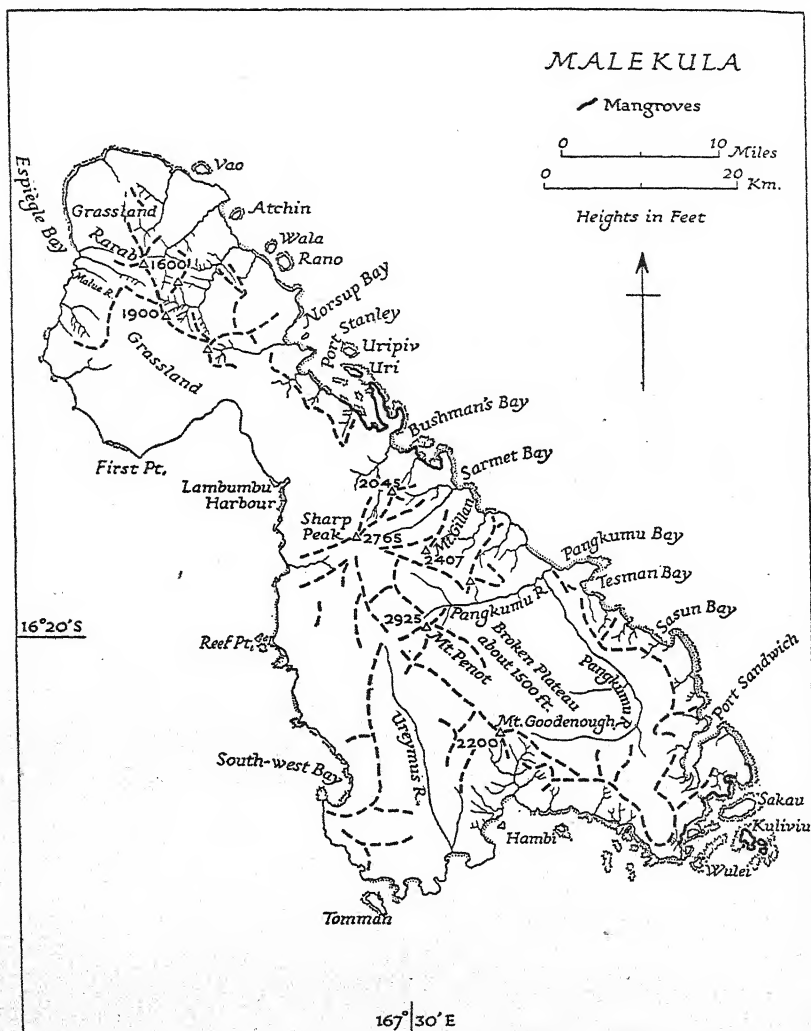 MALEKULA
Mangroves
0 10 Miles
0 20 Km.
Heights in Feet
Vao
Espiègle Bay
Grassland
Atchin
Rarab
1600
Wala
Rano
Malua R.
1900
Norsup Bay
Grassland
Port Stanley
Uripiv
Uri
Bushman's Bay
First Pt.
Sarmet Bay
Lambumbu
Harbour
2045
Sharp
Peak
2765
Mt. Gillan
2407
Pangkumu Bay
Tesman Bay
Pangkumu R.
16°20'S
2925
Sasun Bay
Reef Pt.
Mt. Penot
Broken Plateau
about 1500 ft.
Pangkumu R.
Port Sandwich
Ureymus R.
Mt. Goodenough
2200
South-west Bay
Sakau
Kuliviu
Hambi
Wulei
Tomman
167°30'E